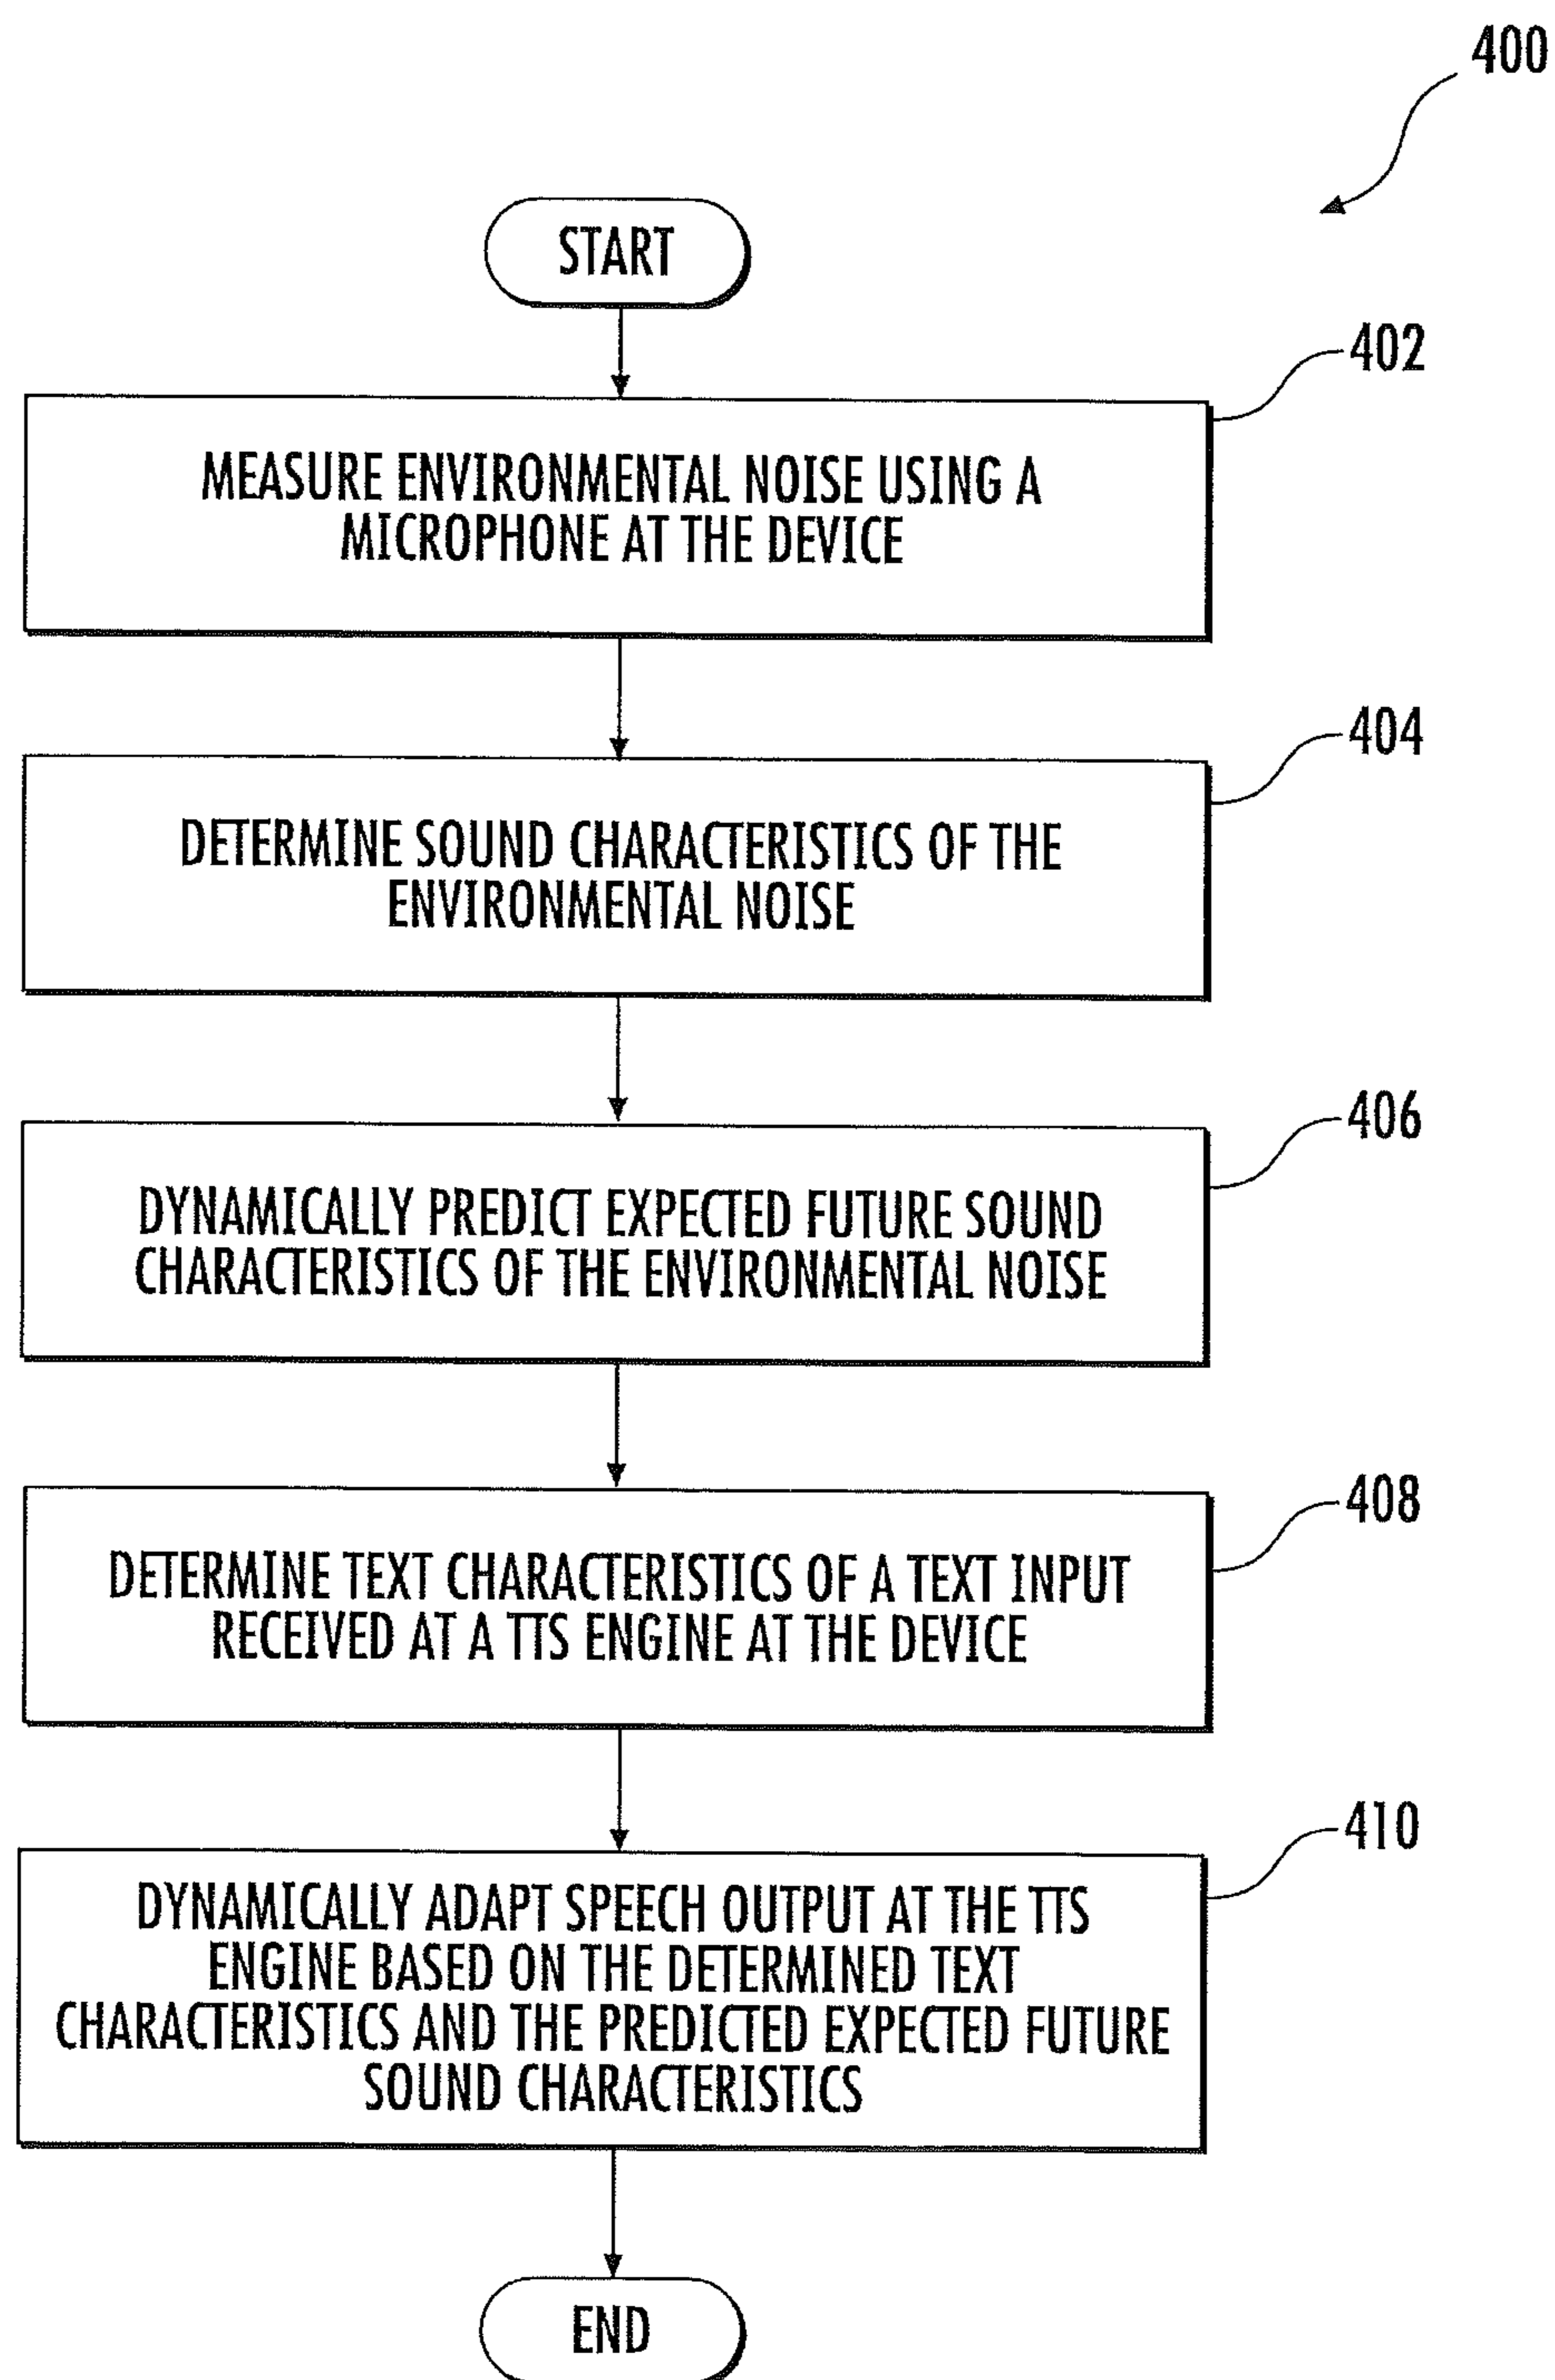 400
START
402
MEASURE ENVIRONMENTAL NOISE USING A
MICROPHONE AT THE DEVICE
404
DETERMINE SOUND CHARACTERISTICS OF THE
ENVIRONMENTAL NOISE
406
DYNAMICALLY PREDICT EXPECTED FUTURE SOUND
CHARACTERISTICS OF THE ENVIRONMENTAL NOISE
408
DETERMINE TEXT CHARACTERISTICS OF A TEXT INPUT
RECEIVED AT A TTS ENGINE AT THE DEVICE
410
DYNAMICALLY ADAPT SPEECH OUTPUT AT THE TTS
ENGINE BASED ON THE DETERMINED TEXT
CHARACTERISTICS AND THE PREDICTED EXPECTED FUTURE
SOUND CHARACTERISTICS
END